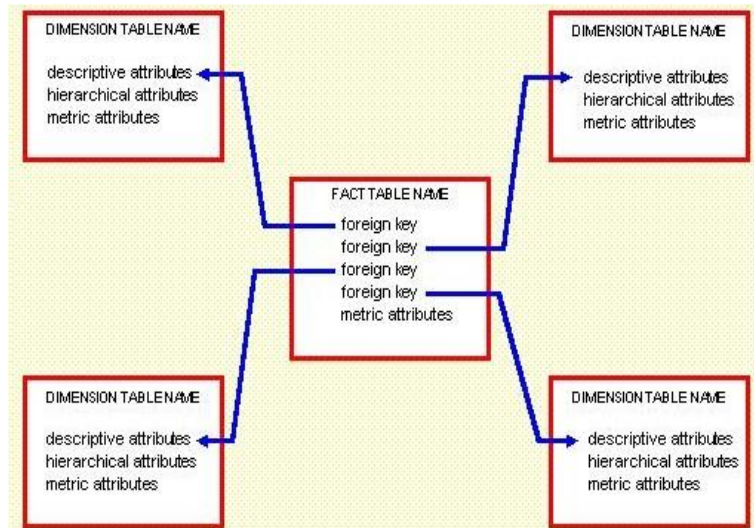 DIMENSION TABLE NAME
descriptive attributes
hierarchical attributes
metric attributes
DIMENSION TABLE NAME
descriptive attributes
hierarchical attributes
metric attributes
FACT TABLE NAME
foreign key
foreign key
foreign key
foreign key
metric attributes
DIMENSION TABLE NAME
descriptive attributes
hierarchical attributes
metric attributes
DIMENSION TABLE NAME
descriptive attributes
hierarchical attributes
metric attributes